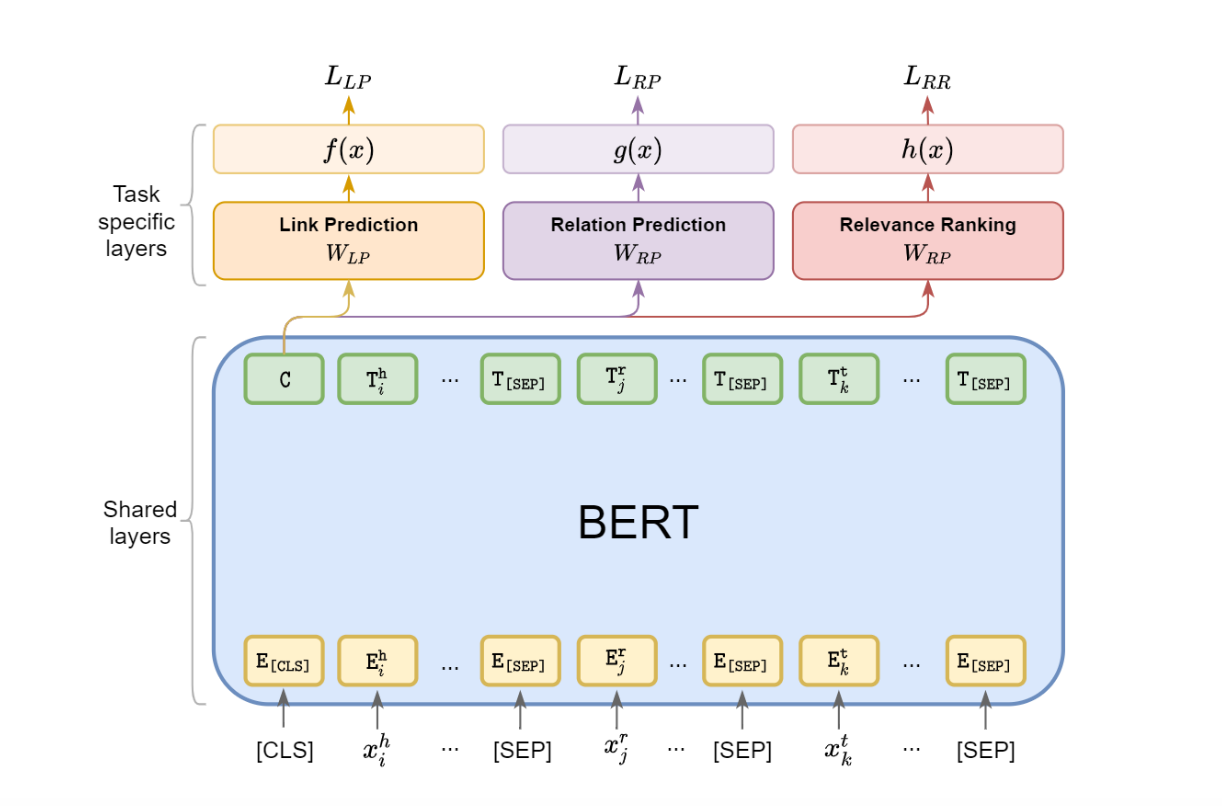 L_{LP} L_{RP} L_{RR}
f(x) g(x) h(x)
Task
specific
layers
Link Prediction Relation Prediction Relevance Ranking
W_{LP} W_{RP} W_{RP}
C T_i^h ... T_{[SEP]} T_j^r ... T_{[SEP]} T_k^t ... T_{[SEP]}
Shared
layers
BERT
E_{[CLS]} E_i^h ... E_{[SEP]} E_j^r ... E_{[SEP]} E_k^t ... E_{[SEP]}
[CLS] x_i^h ... [SEP] x_j^r ... [SEP] x_k^t ... [SEP]